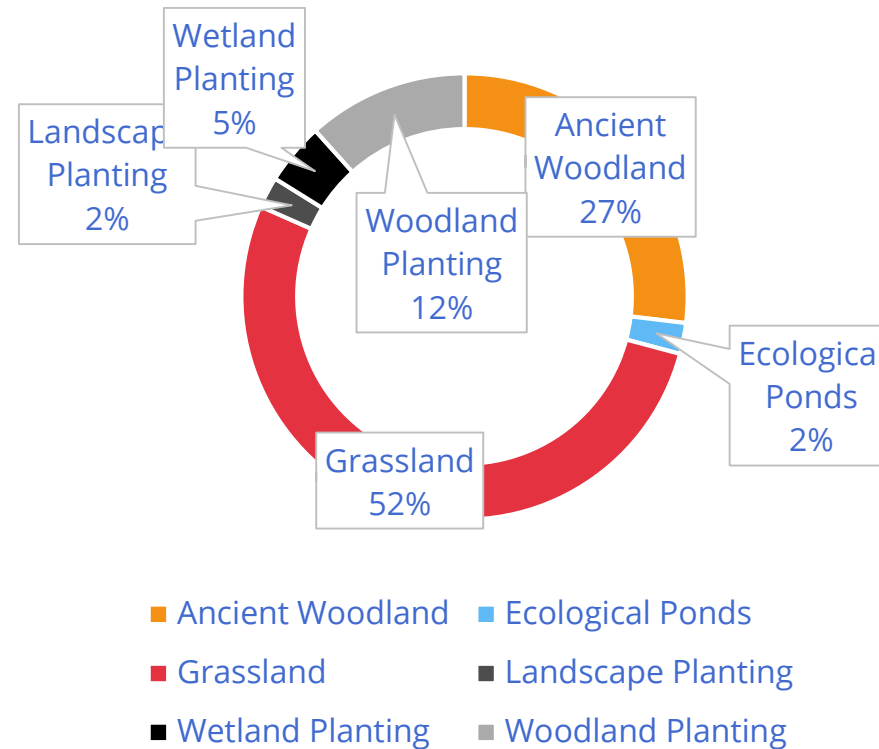 Wetland
Planting
5%
Landscap
Planting
2%
Ancient
Woodland
27%
Woodland
Planting
12%
Ecologica
Ponds
2%
Grassland
52%
Ancient Woodland
Ecological Ponds
Grassland
Landscape Planting
Wetland Planting
Woodland Planting